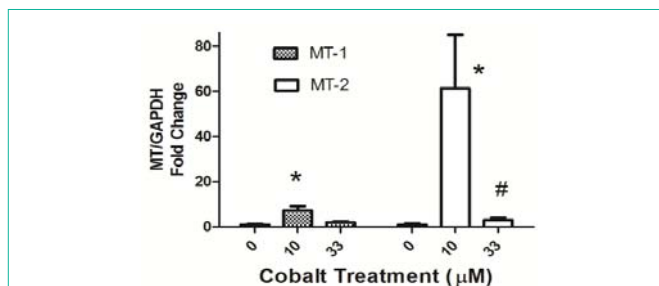 80
60
40
20
0
MT/GAPDH
Fold Change
MT-1
MT-2
*
*
#
0
10
33
0
10
33
Cobalt Treatment (µM)